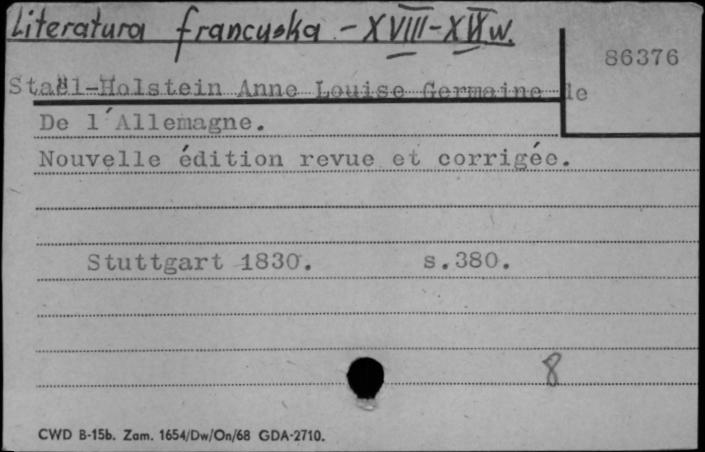 Literatura francuska - XVIII-XIX w.
86376
Staël-Holstein Anne Louise Germaine de
De l'Allemagne.
Nouvelle édition revue et corrigée.
Stuttgart 1830. s.380.
8
CWD B-15b. Zam. 1654/Dw/On/68 GDA-2710.